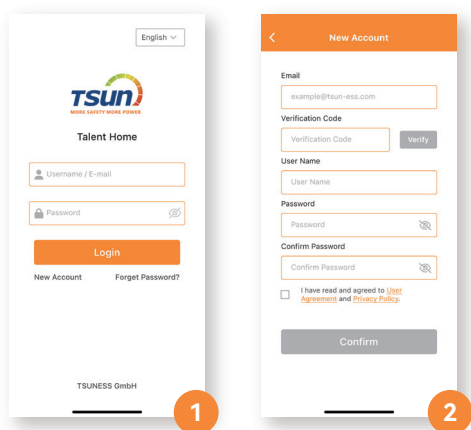 English
TSUN
MORE SAFETY MORE POWER
Talent Home
Username / E-mail
Password
Login
New Account
Forget Password?
TSUNESS GmbH
1
New Account
Email
example@tsun-ess.com
Verification Code
Verification Code
Verify
User Name
User Name
Password
Password
Confirm Password
Confirm Password
I have read and agreed to User
Agreement and Privacy Policy.
Confirm
2